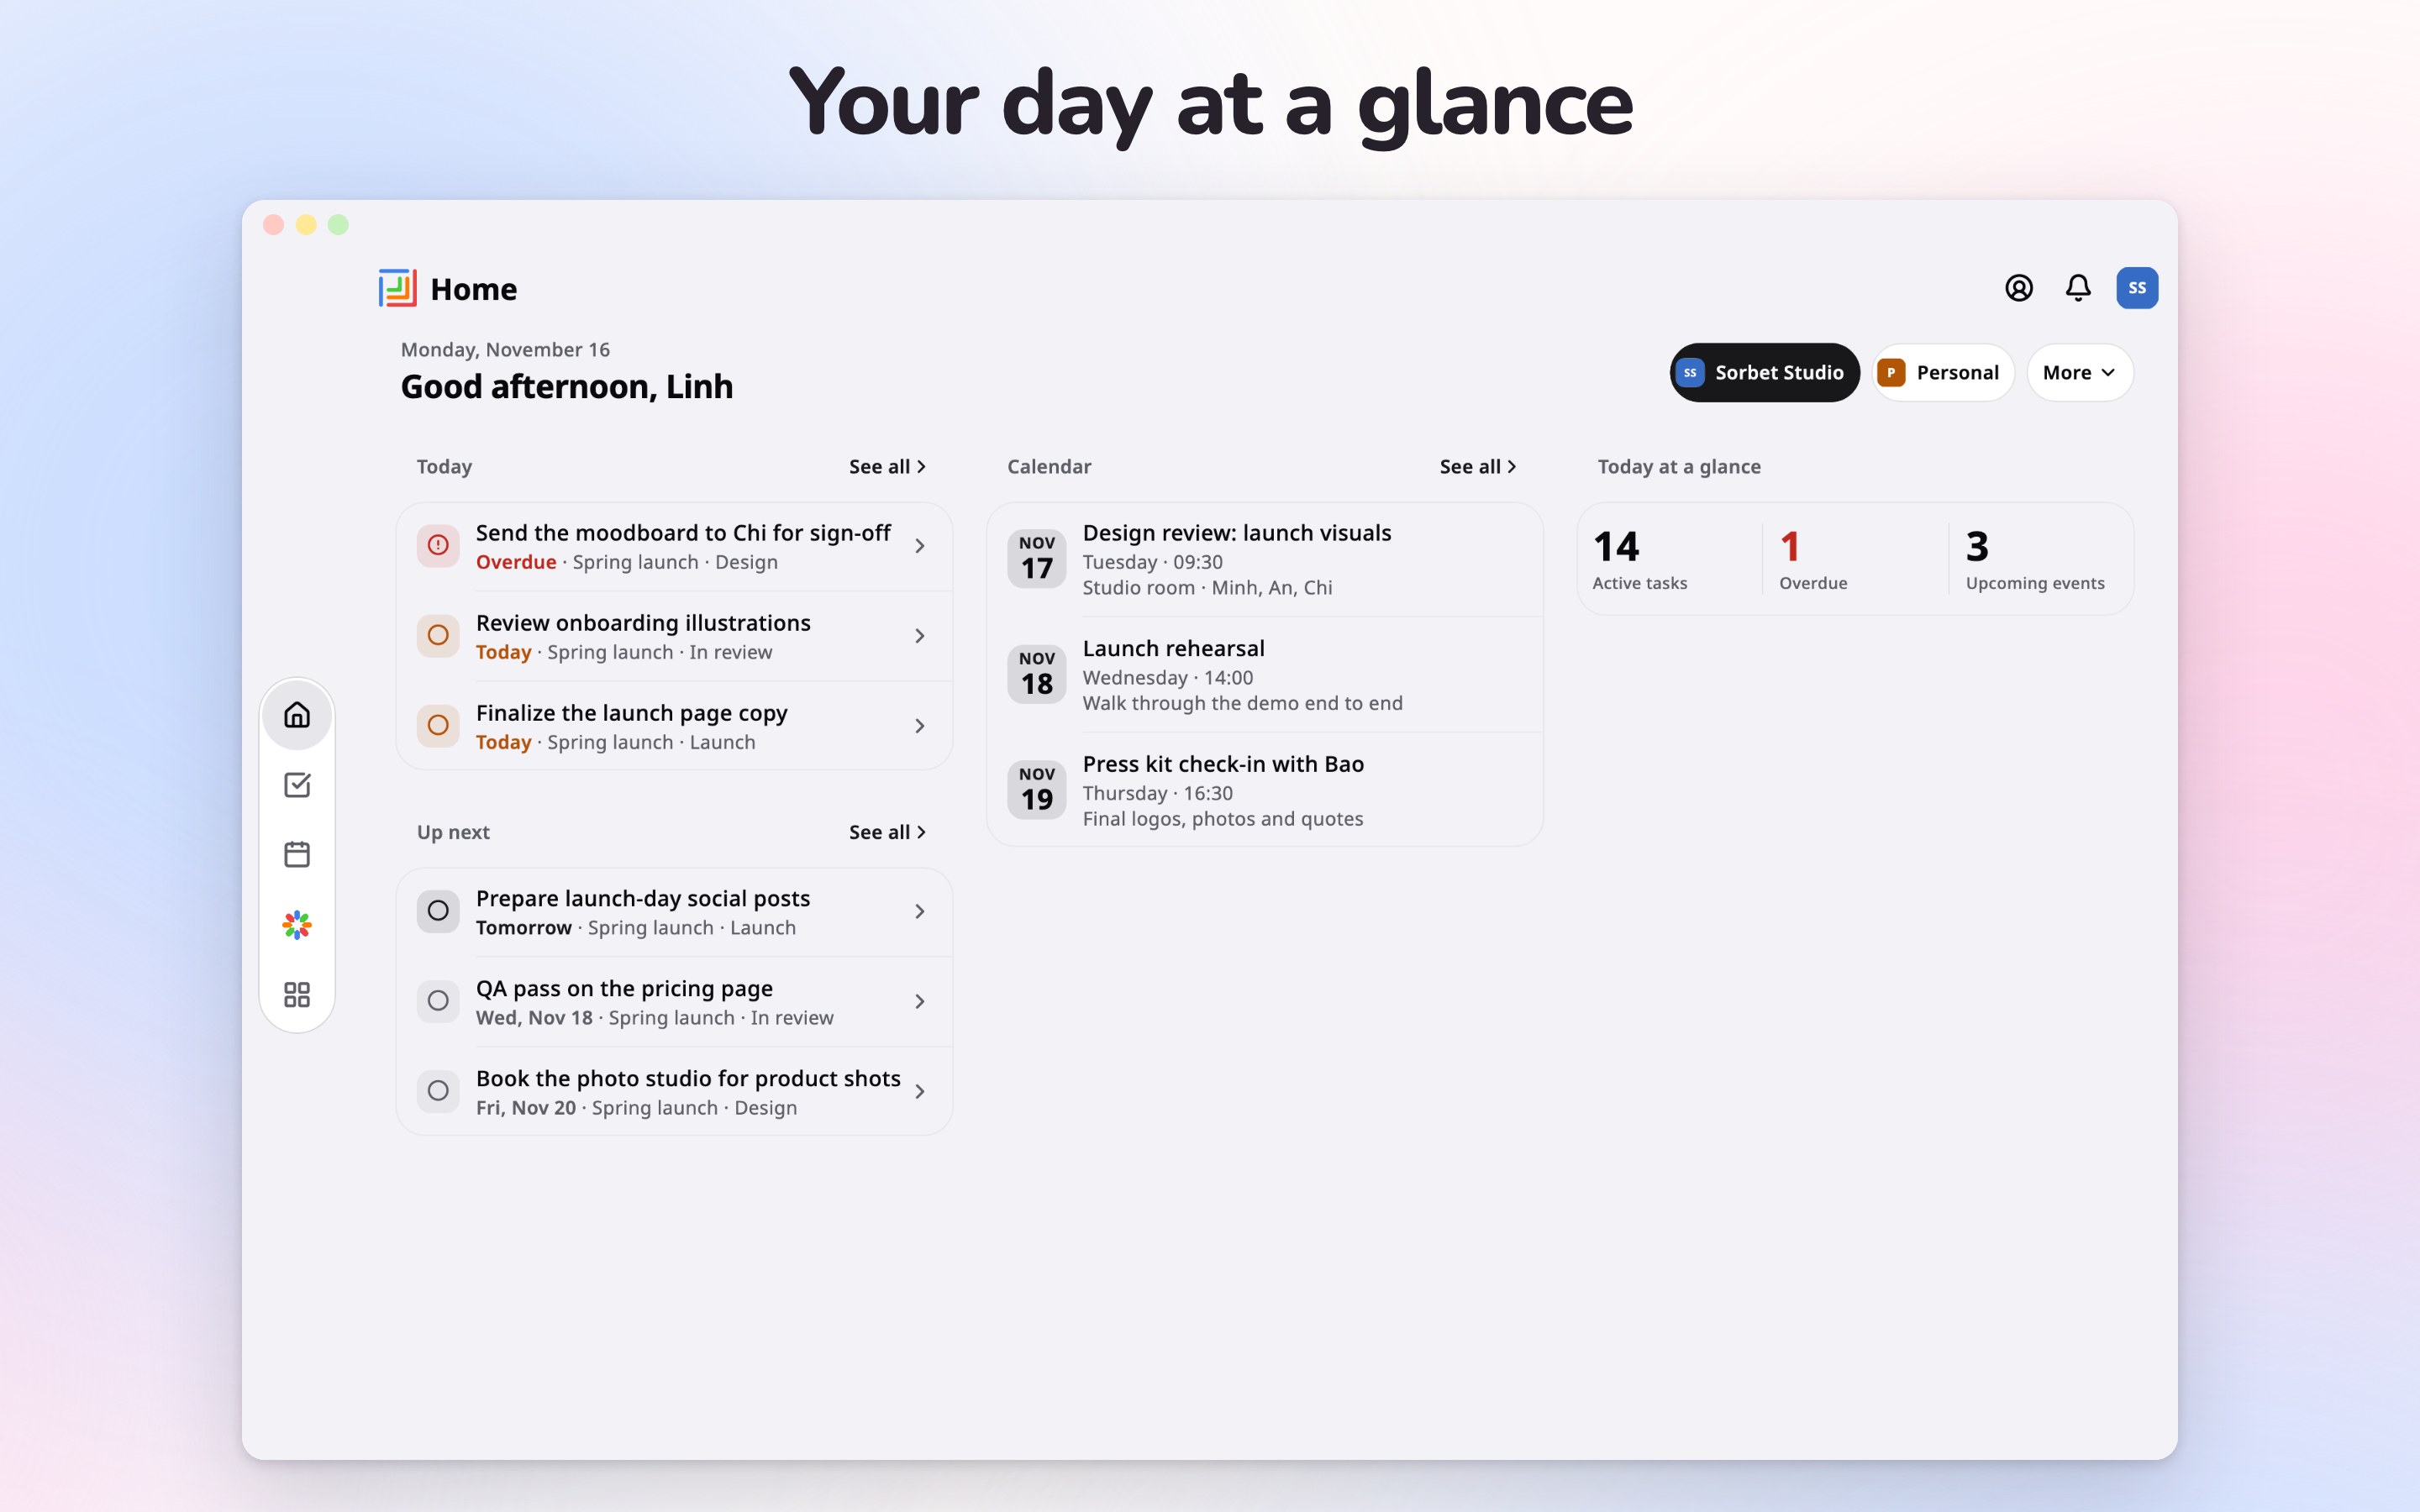 Your day at a glance
Home
SS
Monday, November 16
Good afternoon, Linh
SS Sorbet Studio
P Personal
More
Today
See all
Send the moodboard to Chi for sign-off
Overdue · Spring launch · Design
Review onboarding illustrations
Today · Spring launch · In review
Finalize the launch page copy
Today · Spring launch · Launch
Up next
See all
Prepare launch-day social posts
Tomorrow · Spring launch · Launch
QA pass on the pricing page
Wed, Nov 18 · Spring launch · In review
Book the photo studio for product shots
Fri, Nov 20 · Spring launch · Design
Calendar
See all
NOV
17
Design review: launch visuals
Tuesday · 09:30
Studio room · Minh, An, Chi
NOV
18
Launch rehearsal
Wednesday · 14:00
Walk through the demo end to end
NOV
19
Press kit check-in with Bao
Thursday · 16:30
Final logos, photos and quotes
Today at a glance
14
Active tasks
1
Overdue
3
Upcoming events